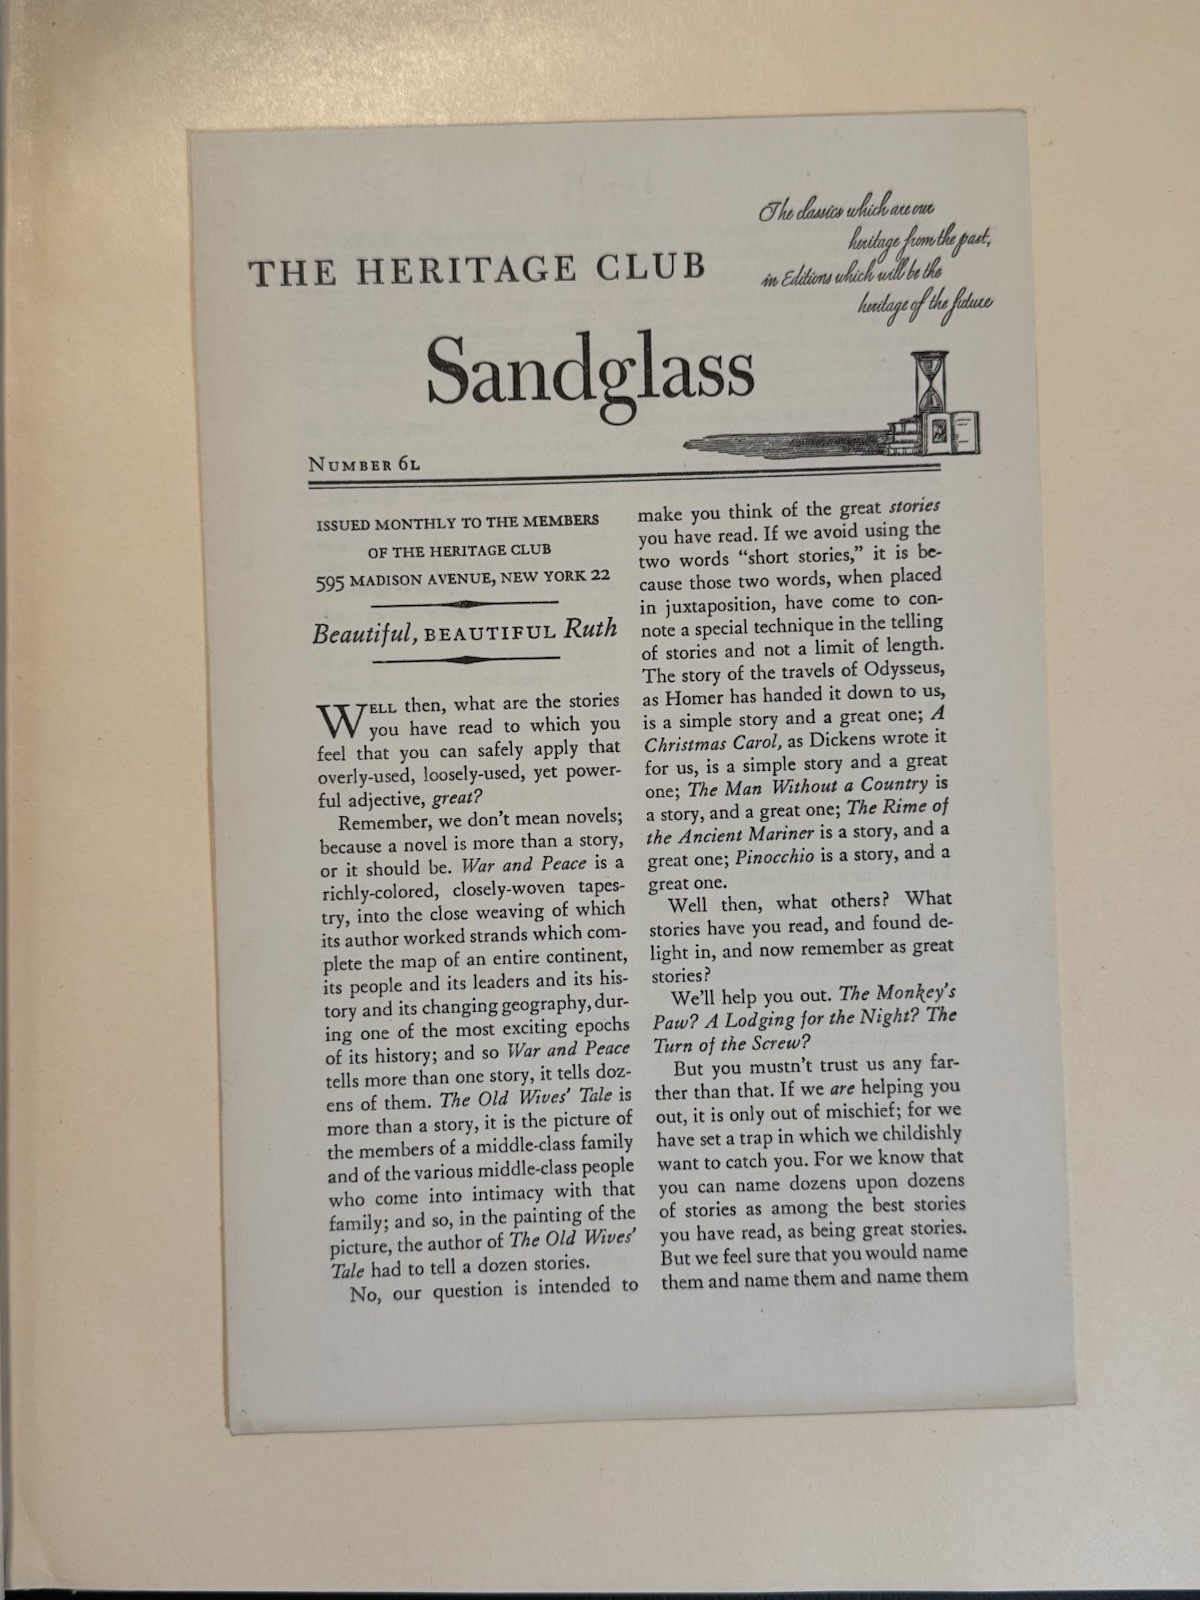 The classics which are our
heritage from the past,
in Editions which will be the
heritage of the future
THE HERITAGE CLUB
Sandglass
NUMBER 6L
ISSUED MONTHLY TO THE MEMBERS
OF THE HERITAGE CLUB
595 MADISON AVENUE, NEW YORK 22
Beautiful, BEAUTIFUL Ruth
WELL then, what are the stories
you have read to which you
feel that you can safely apply that
overly-used, loosely-used, yet power-
ful adjective, great?
Remember, we don't mean novels;
because a novel is more than a story,
or it should be. War and Peace is a
richly-colored, closely-woven tapes-
try, into the close weaving of which
its author worked strands which com-
plete the map of an entire continent,
its people and its leaders and its his-
tory and its changing geography, dur-
ing one of the most exciting epochs
of its history; and so War and Peace
tells more than one story, it tells doz-
ens of them. The Old Wives' Tale is
more than a story, it is the picture of
the members of a middle-class family
and of the various middle-class people
who come into intimacy with that
family; and so, in the painting of the
picture, the author of The Old Wives'
Tale had to tell a dozen stories.
No, our question is intended to
make you think of the great stories
you have read. If we avoid using the
two words “short stories,” it is be-
cause those two words, when placed
in juxtaposition, have come to con-
note a special technique in the telling
of stories and not a limit of length.
The story of the travels of Odysseus,
as Homer has handed it down to us,
is a simple story and a great one; A
Christmas Carol, as Dickens wrote it
for us, is a simple story and a great
one; The Man Without a Country is
a story, and a great one; The Rime of
the Ancient Mariner is a story, and a
great one; Pinocchio is a story, and a
great one.
Well then, what others? What
stories have you read, and found de-
light in, and now remember as great
stories?
We'll help you out. The Monkey's
Paw? A Lodging for the Night? The
Turn of the Screw?
But you mustn't trust us any far-
ther than that. If we are helping you
out, it is only out of mischief; for we
have set a trap in which we childishly
want to catch you. For we know that
you can name dozens upon dozens
of stories as among the best stories
you have read, as being great stories.
But we feel sure that you would name
them and name them and name them